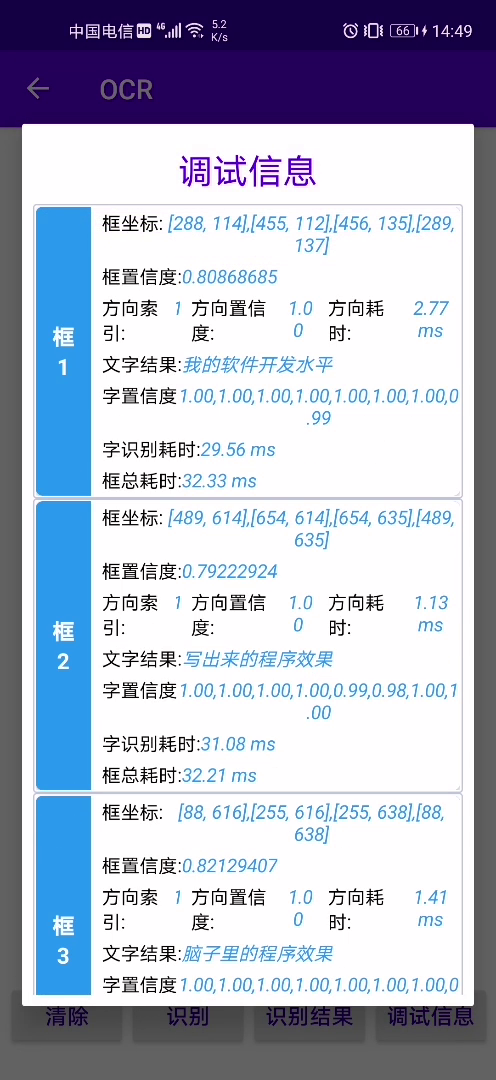 中国电信 HD 4G 5.2 K/s 66 14:49
OCR
调试信息
框坐标: [288, 114],[455, 112],[456, 135],[289,
137]
框置信度:0.80868685
方向索引: 1 方向置信度: 1.00 方向耗时: 2.77 ms
文字结果:我的软件开发水平
字置信度1.00,1.00,1.00,1.00,1.00,1.00,1.00,0
.99
字识别耗时:29.56 ms
框总耗时:32.33 ms
框
1
框坐标: [489, 614],[654, 614],[654, 635],[489,
635]
框置信度:0.79222924
方向索引: 1 方向置信度: 1.00 方向耗时: 1.13 ms
文字结果:写出来的程序效果
字置信度1.00,1.00,1.00,1.00,0.99,0.98,1.00,1
.00
字识别耗时:31.08 ms
框总耗时:32.21 ms
框
2
框坐标: [88, 616],[255, 616],[255, 638],[88,
638]
框置信度:0.82129407
方向索引: 1 方向置信度: 1.00 方向耗时: 1.41 ms
文字结果:脑子里的程序效果
字置信度1.00,1.00,1.00,1.00,1.00,1.00,1.00,0
框
3
清除 识别 识别结果 调试信息